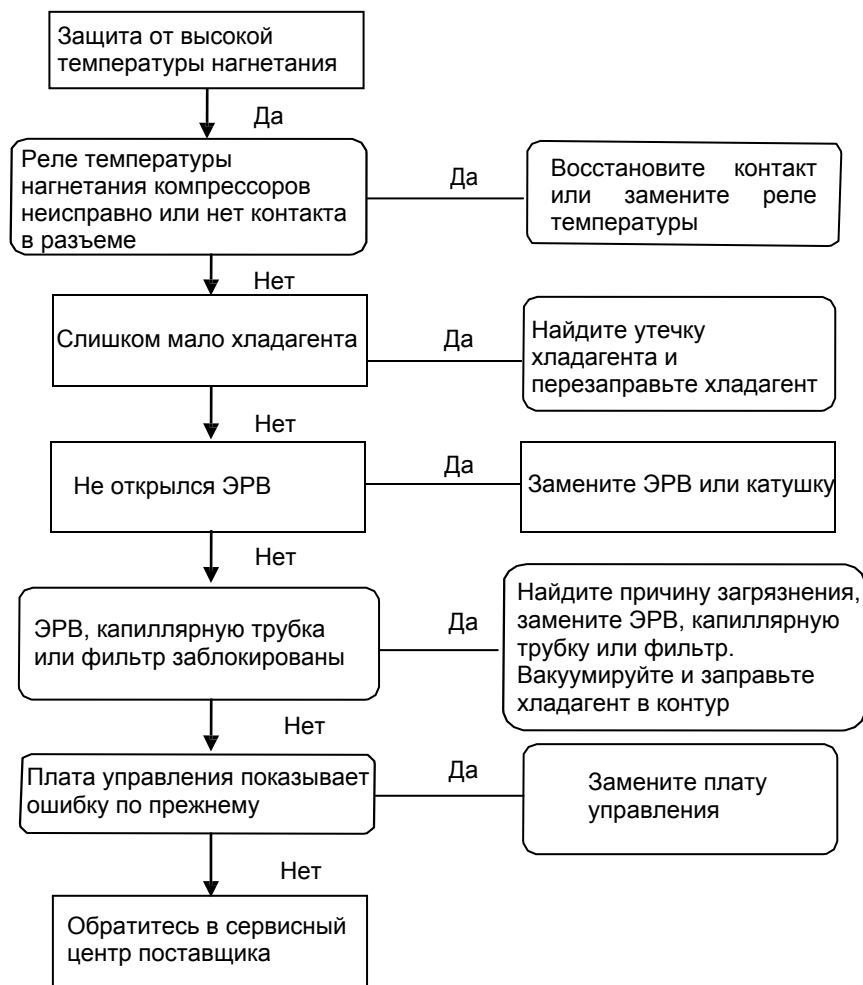 Защита от высокой
температуры нагнетания
Да
Реле температуры
нагнетания компрессоров
неисправно или нет контакта
в разъеме
Да
Восстановите контакт
или замените реле
температуры
Нет
Слишком мало хладагента
Да
Найдите утечку
хладагента и
перезаправьте хладагент
Нет
Не открылся ЭРВ
Да
Замените ЭРВ или катушку
Нет
ЭРВ, капиллярную трубка
или фильтр заблокированы
Да
Найдите причину загрязнения,
замените ЭРВ, капиллярную
трубку или фильтр.
Вакуумируйте и заправьте
хладагент в контур
Нет
Плата управления показывает
ошибку по прежнему
Да
Замените плату
управления
Нет
Обратитесь в сервисный
центр поставщика